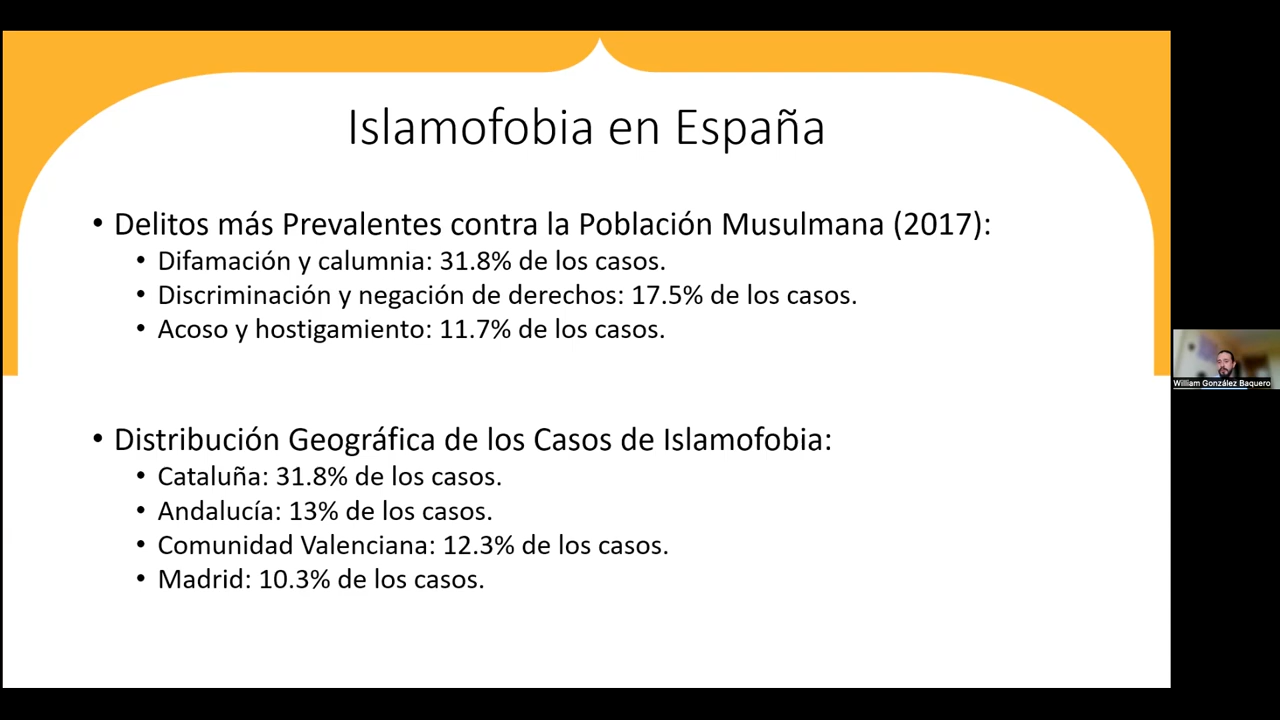 Islamofobia en España
• Delitos más Prevalentes contra la Población Musulmana (2017):
• Difamación y calumnia: 31.8% de los casos.
• Discriminación y negación de derechos: 17.5% de los casos.
• Acoso y hostigamiento: 11.7% de los casos.
William González Baquero
• Distribución Geográfica de los Casos de Islamofobia:
• Cataluña: 31.8% de los casos.
• Andalucía: 13% de los casos.
• Comunidad Valenciana: 12.3% de los casos.
• Madrid: 10.3% de los casos.